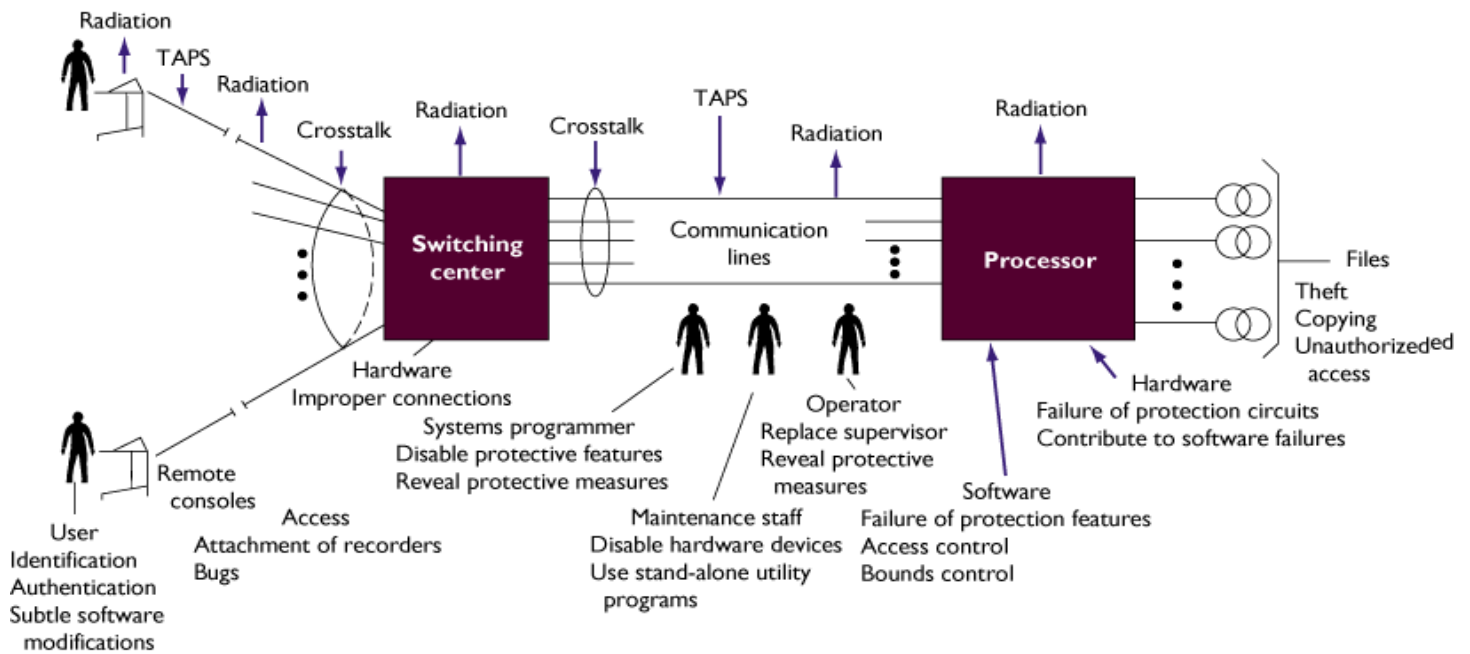 Radiation
TAPS
Radiation
Crosstalk
Radiation
Crosstalk
TAPS
Radiation
Radiation
Switching
center
Communication
lines
Processor
Files
Theft
Copying
Unauthorizeded
access
Hardware
Improper connections
Systems programmer
Disable protective features
Reveal protective measures
Operator
Replace supervisor
Reveal protective
measures
Hardware
Failure of protection circuits
Contribute to software failures
Remote
consoles
Access
Attachment of recorders
Bugs
Maintenance staff
Disable hardware devices
Use stand-alone utility
programs
Software
Failure of protection features
Access control
Bounds control
User
Identification
Authentication
Subtle software
modifications